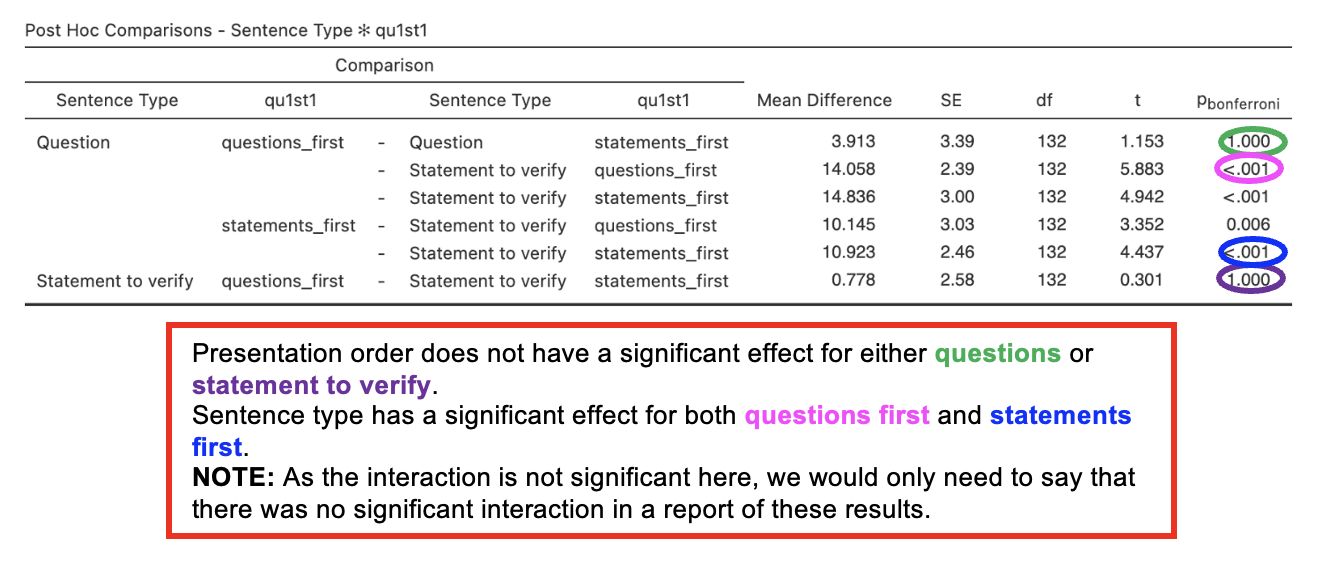 Post Hoc Comparisons - Sentence Type ✻ qu1st1
Comparison
Sentence Type qu1st1 Sentence Type qu1st1 Mean Difference SE df t pbonferroni
Question questions_first - Question statements_first 3.913 3.39 132 1.153 1.000
- Statement to verify questions_first 14.058 2.39 132 5.883 <.001
- Statement to verify statements_first 14.836 3.00 132 4.942 <.001
statements_first - Statement to verify questions_first 10.145 3.03 132 3.352 0.006
- Statement to verify statements_first 10.923 2.46 132 4.437 <.001
Statement to verify questions_first - Statement to verify statements_first 0.778 2.58 132 0.301 1.000
Presentation order does not have a significant effect for either questions or
statement to verify.
Sentence type has a significant effect for both questions first and statements
first.
NOTE: As the interaction is not significant here, we would only need to say that
there was no significant interaction in a report of these results.